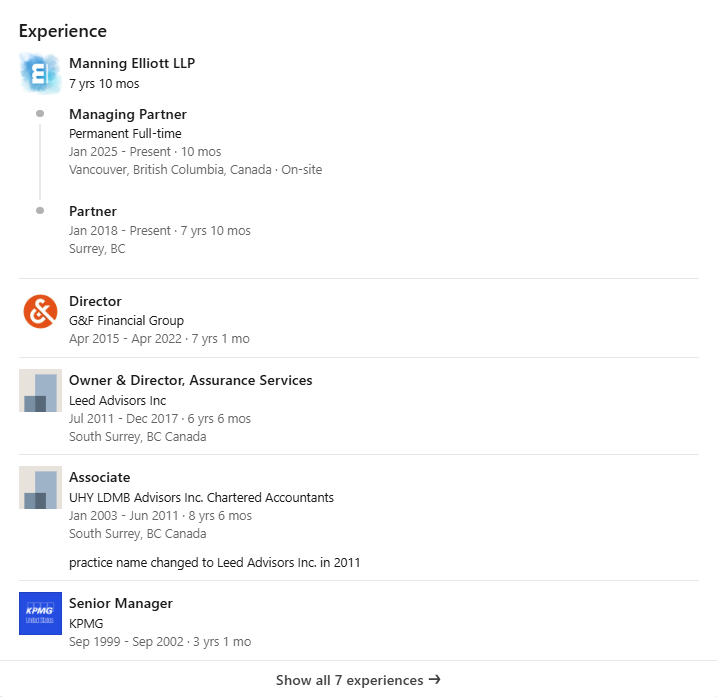 Experience
Manning Elliott LLP
7 yrs 10 mos
Managing Partner
Permanent Full-time
Jan 2025 - Present · 10 mos
Vancouver, British Columbia, Canada · On-site
Partner
Jan 2018 - Present · 7 yrs 10 mos
Surrey, BC
Director
G&F Financial Group
Apr 2015 - Apr 2022 · 7 yrs 1 mo
Owner & Director, Assurance Services
Leed Advisors Inc
Jul 2011 - Dec 2017 · 6 yrs 6 mos
South Surrey, BC Canada
Associate
UHY LDMB Advisors Inc. Chartered Accountants
Jan 2003 - Jun 2011 · 8 yrs 6 mos
South Surrey, BC Canada
practice name changed to Leed Advisors Inc. in 2011
KPMG
United States
Senior Manager
KPMG
Sep 1999 - Sep 2002 · 3 yrs 1 mo
Show all 7 experiences →